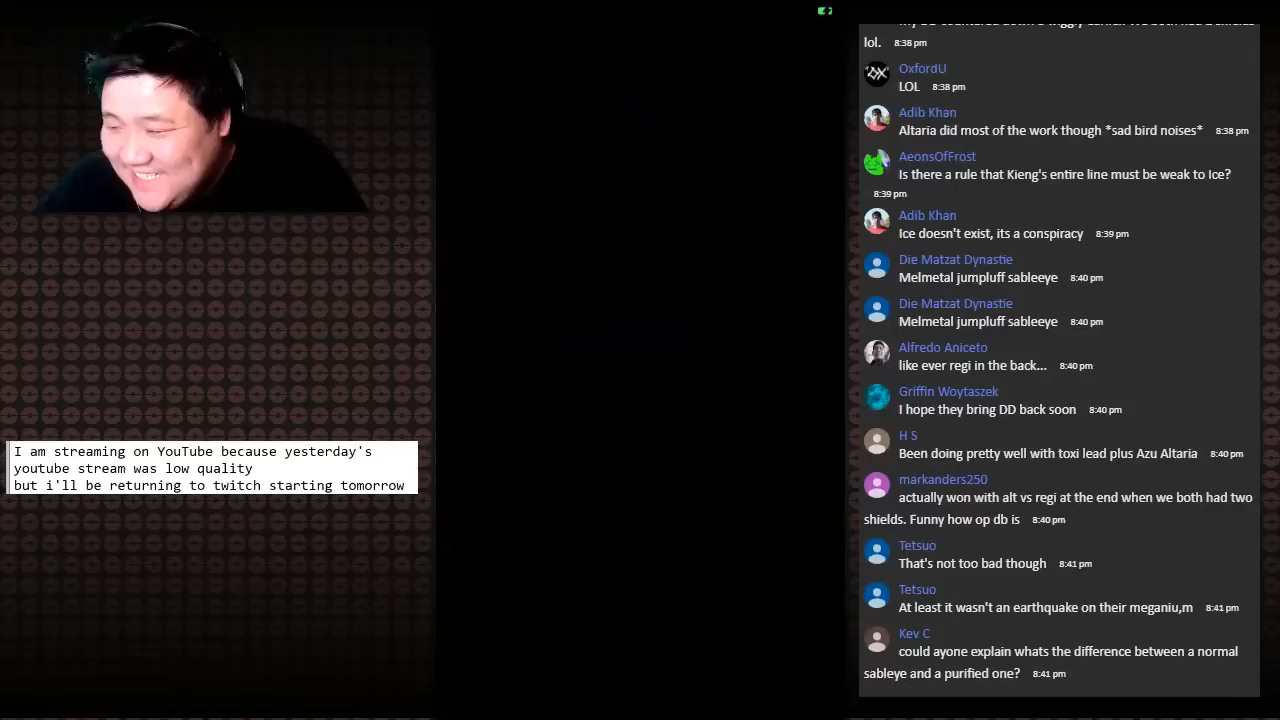 I am streaming on YouTube because yesterday's
youtube stream was low quality
but i'll be returning to twitch starting tomorrow
lol. 8:38 pm
OxfordU
LOL 8:38 pm
Adib Khan
Altaria did most of the work though *sad bird noises* 8:38 pm
AeonsOfFrost
Is there a rule that Kieng's entire line must be weak to Ice?
8:39 pm
Adib Khan
Ice doesn't exist, its a conspiracy 8:39 pm
Die Matzat Dynastie
Melmetal jumpluff sableeye 8:40 pm
Die Matzat Dynastie
Melmetal jumpluff sableeye 8:40 pm
Alfredo Aniceto
like ever regi in the back... 8:40 pm
Griffin Woytaszek
I hope they bring DD back soon 8:40 pm
H S
Been doing pretty well with toxi lead plus Azu Altaria 8:40 pm
markanders250
actually won with alt vs regi at the end when we both had two
shields. Funny how op db is 8:40 pm
Tetsuo
That's not too bad though 8:41 pm
Tetsuo
At least it wasn't an earthquake on their meganiu,m 8:41 pm
Kev C
could ayone explain whats the difference between a normal
sableye and a purified one? 8:41 pm